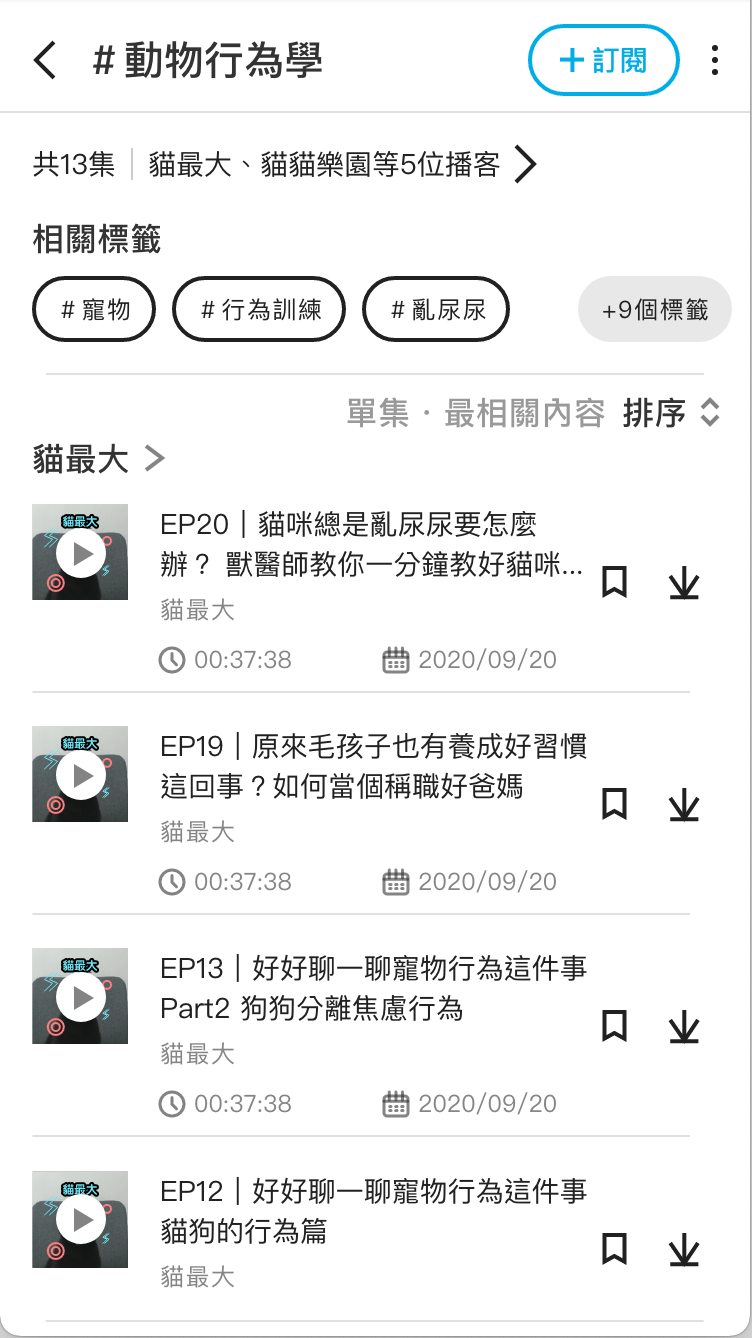 #動物行為學
+訂閱
共13集｜貓最大、貓貓樂園等5位播客
相關標籤
#寵物
#行為訓練
#亂尿尿
+9個標籤
單集・最相關內容 排序
貓最大
貓最大
EP20｜貓咪總是亂尿尿要怎麼
辦？ 獸醫師教你一分鐘教好貓咪...
貓最大
00:37:38
2020/09/20
貓最大
EP19｜原來毛孩子也有養成好習慣
這回事？如何當個稱職好爸媽
貓最大
00:37:38
2020/09/20
貓最大
EP13｜好好聊一聊寵物行為這件事
Part2 狗狗分離焦慮行為
貓最大
00:37:38
2020/09/20
貓最大
EP12｜好好聊一聊寵物行為這件事
貓狗的行為篇
貓最大